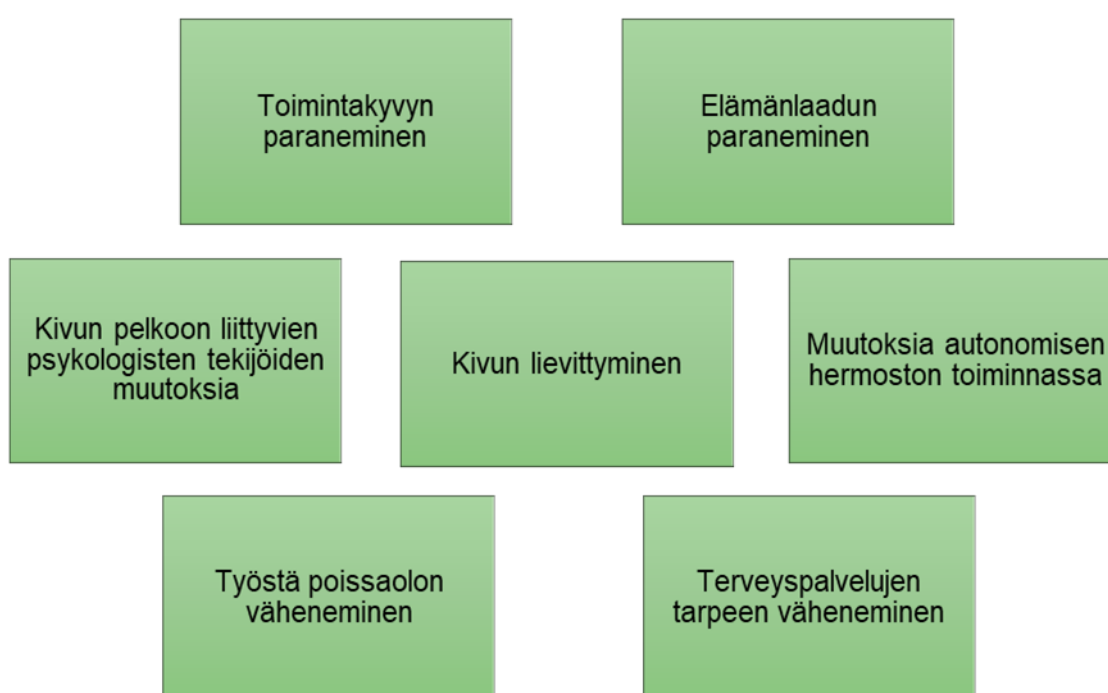 Toimintakyvyn
paraneminen
Elämänlaadun
paraneminen
Kivun pelkoon liittyvien
psykologisten tekijöiden
muutoksia
Kivun lievittyminen
Muutoksia autonomisen
hermoston toiminnassa
Työstä poissaolon
väheneminen
Terveyspalvelujen
tarpeen väheneminen